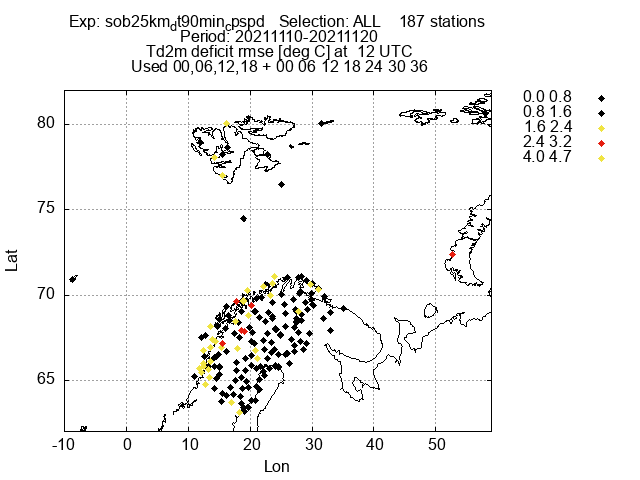 Exp: sob25km_dt90min_cpspd Selection: ALL 187 stations
Period: 20211110-20211120
Td2m deficit rmse [deg C] at 12 UTC
Used 00,06,12,18 + 00 06 12 18 24 30 36
0.0 0.8
0.8 1.6
1.6 2.4
2.4 3.2
4.0 4.7
80
75
70
65
Lat
-10 0 10 20 30 40 50
Lon